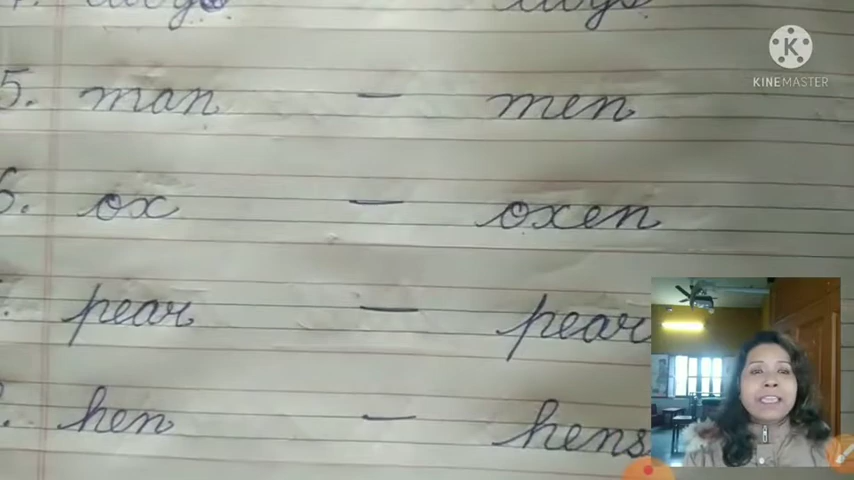 KINEMASTER
5. man - men
6. ox - oxen
pear - pear
hen - hens